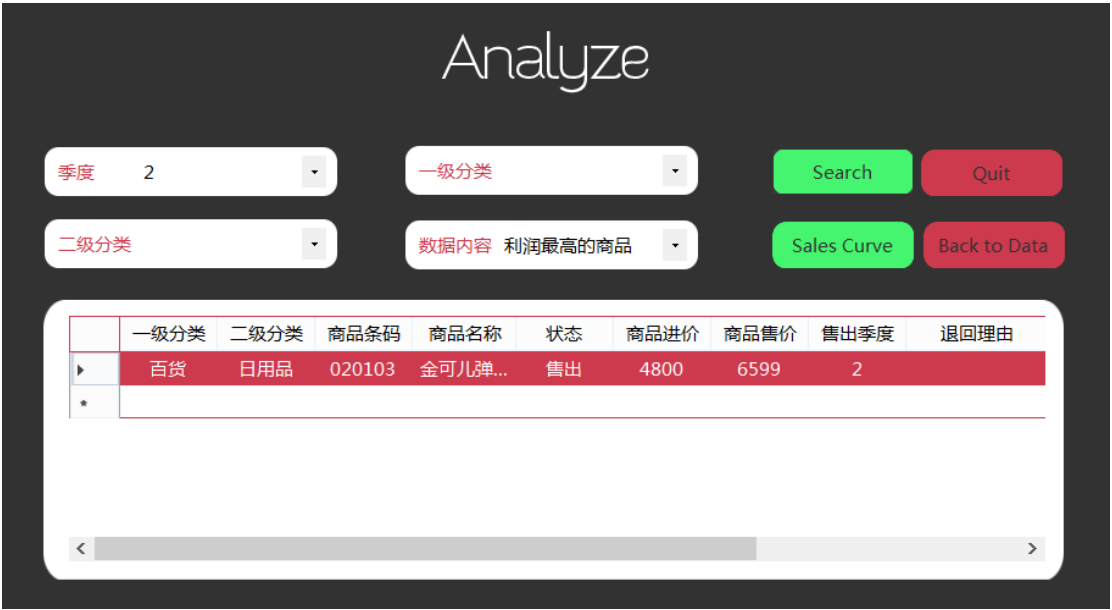 Analyze
季度 2 一级分类 Search Quit
二级分类 数据内容 利润最高的商品 Sales Curve Back to Data
一级分类 二级分类 商品条码 商品名称 状态 商品进价 商品售价 售出季度 退回理由
百货 日用品 020103 金可儿弹... 售出 4800 6599 2
*